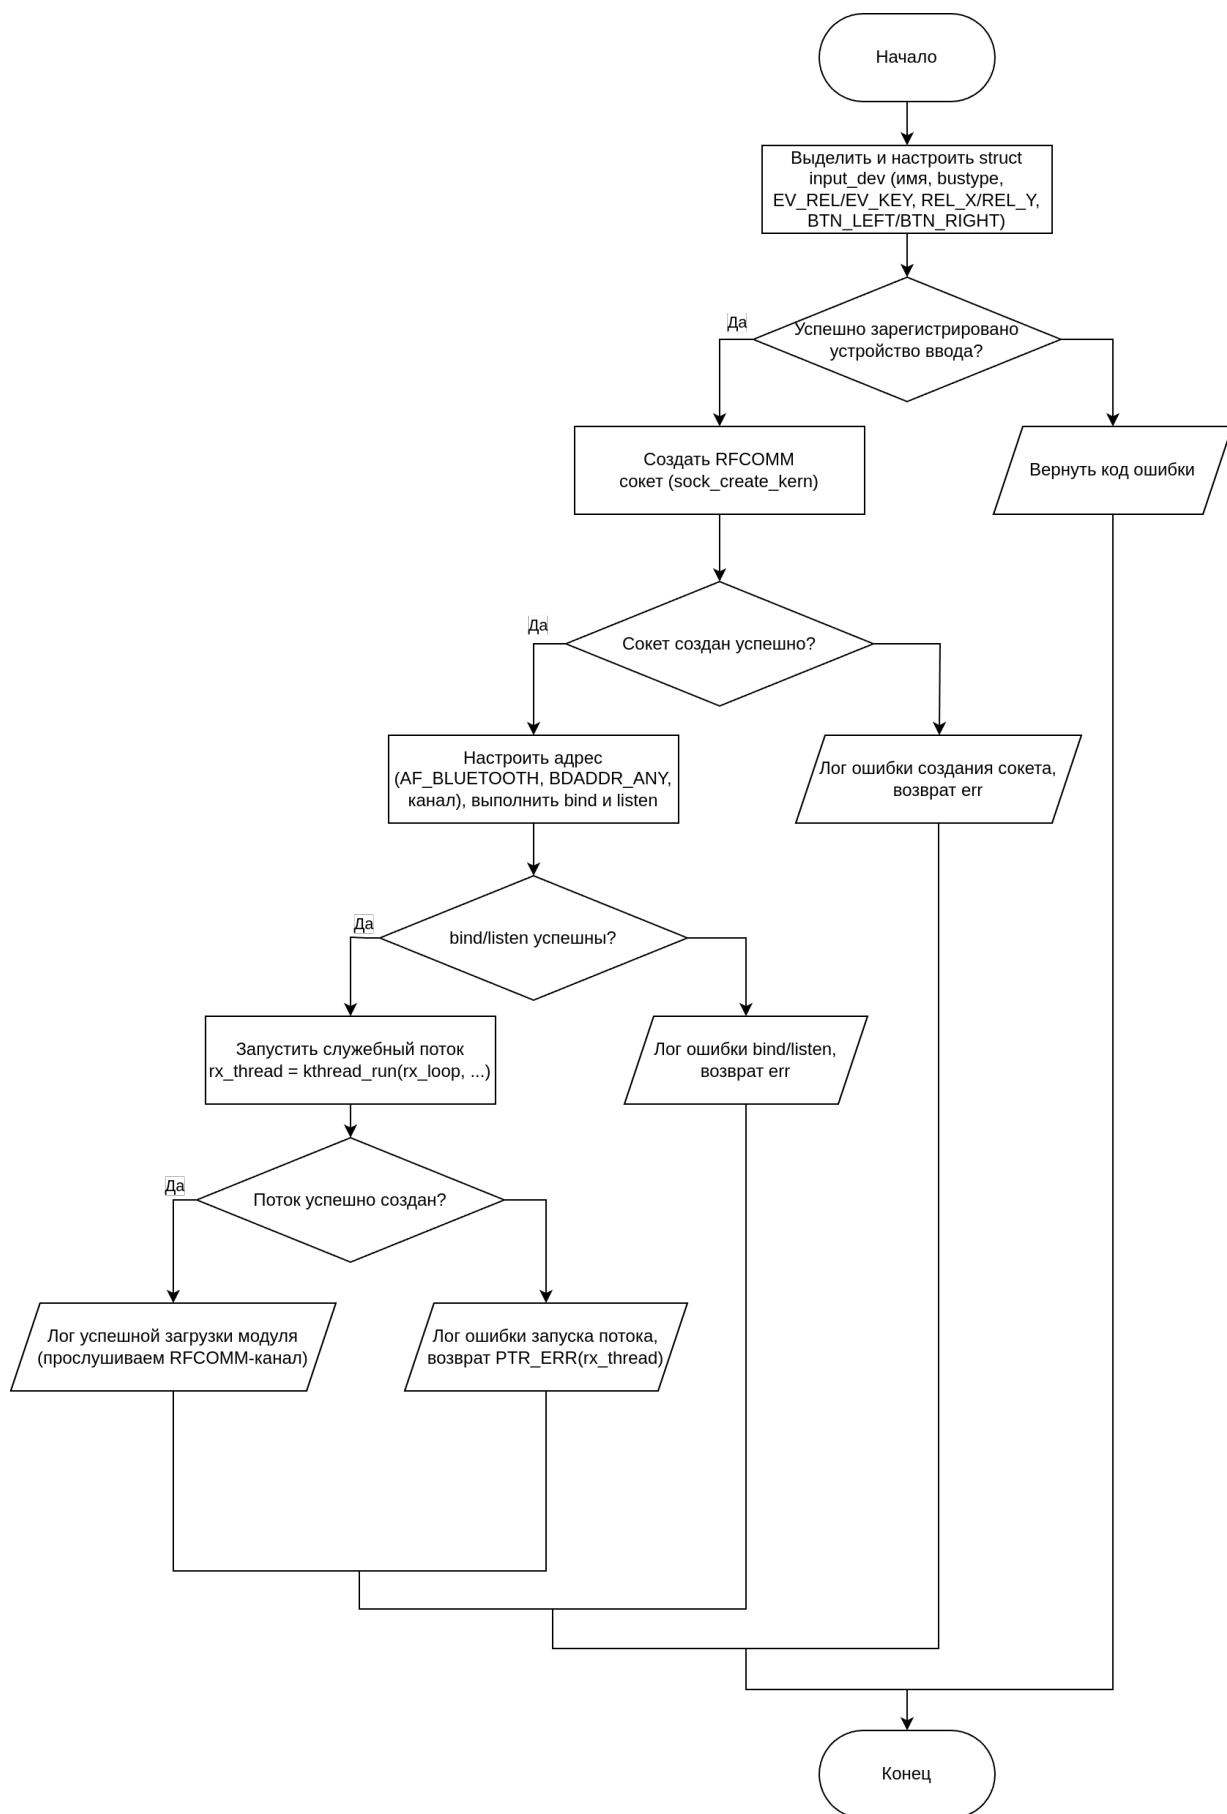 Начало
Выделить и настроить struct
input_dev (имя, bustype,
EV_REL/EV_KEY, REL_X/REL_Y,
BTN_LEFT/BTN_RIGHT)
Да
Успешно зарегистрировано
устройство ввода?
Создать RFCOMM
сокет (sock_create_kern)
Вернуть код ошибки
Да
Сокет создан успешно?
Настроить адрес
(AF_BLUETOOTH, BDADDR_ANY,
канал), выполнить bind и listen
Лог ошибки создания сокета,
возврат err
Да
bind/listen успешны?
Запустить служебный поток
rx_thread = kthread_run(rx_loop, ...)
Лог ошибки bind/listen,
возврат err
Да
Поток успешно создан?
Лог успешной загрузки модуля
(прослушиваем RFCOMM-канал)
Лог ошибки запуска потока,
возврат PTR_ERR(rx_thread)
Конец